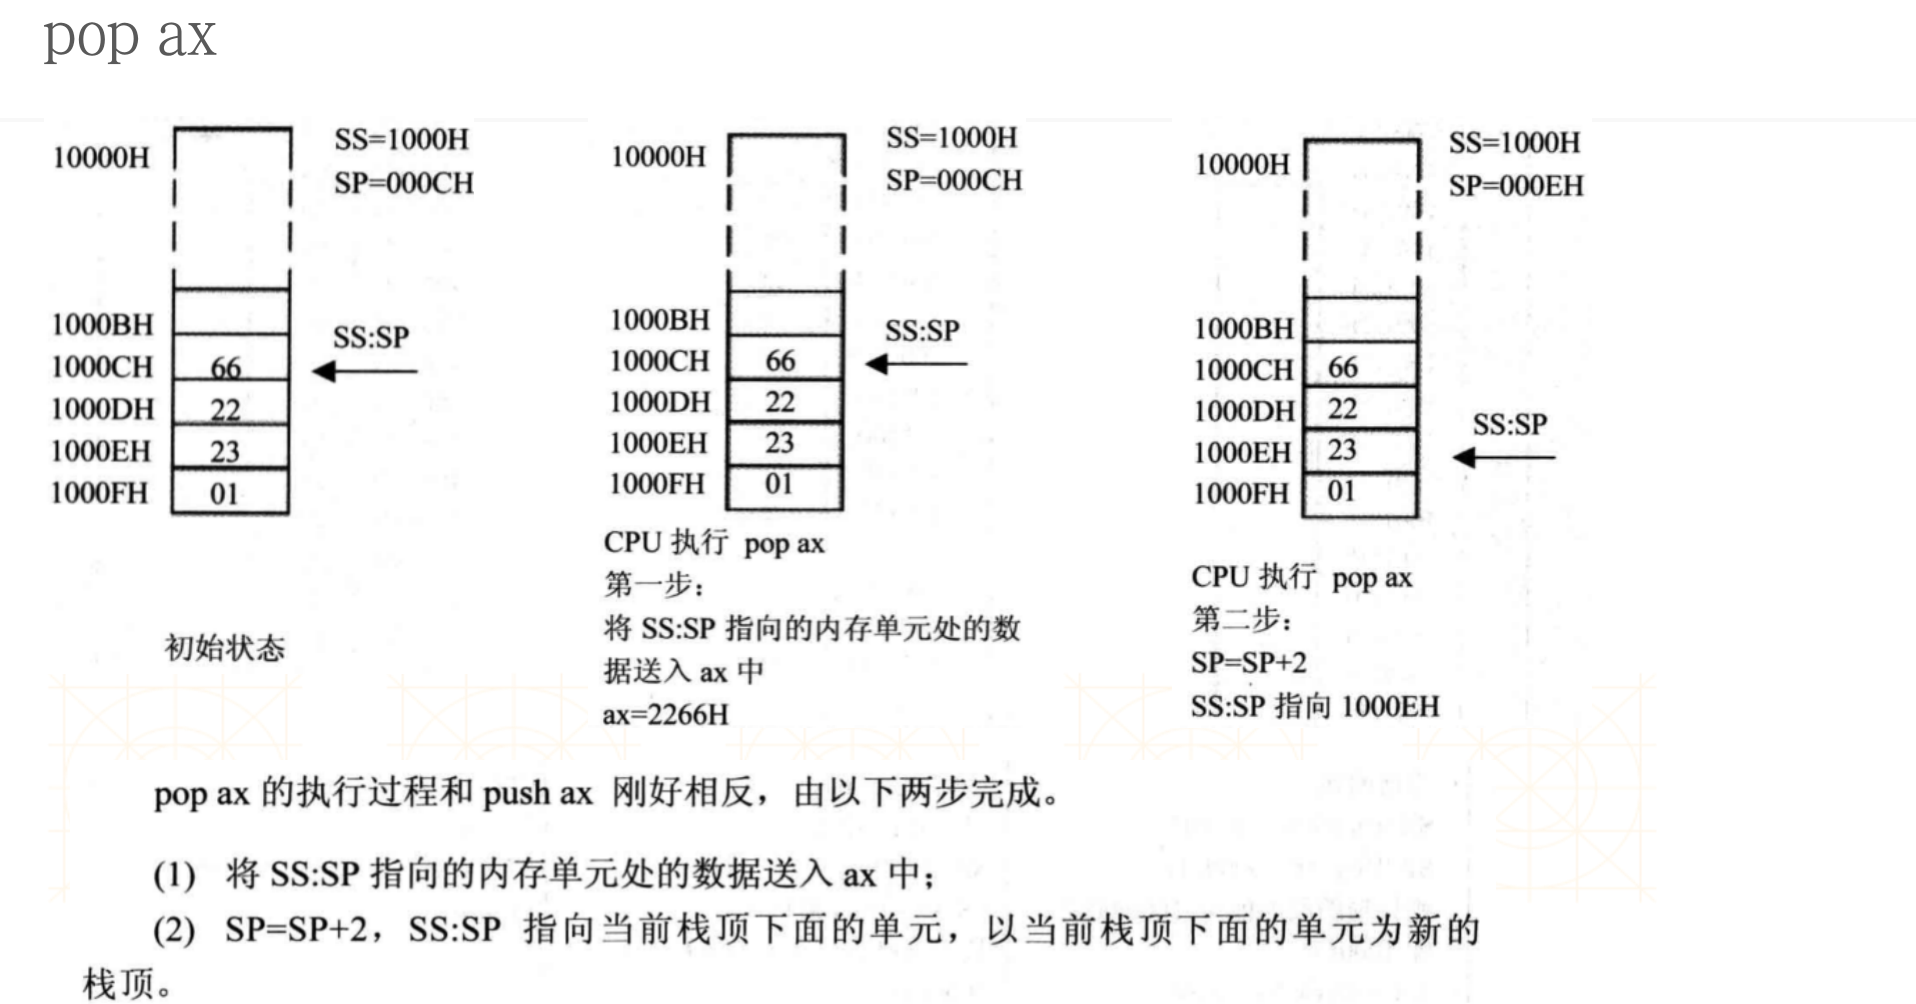 pop ax
10000H
SS=1000H
SP=000CH
1000BH
1000CH 66
1000DH 22
1000EH 23
1000FH 01
SS:SP
初始状态
10000H
SS=1000H
SP=000CH
1000BH
1000CH 66
1000DH 22
1000EH 23
1000FH 01
SS:SP
CPU 执行 pop ax
第一步：
将 SS:SP 指向的内存单元处的数
据送入 ax 中
ax=2266H
10000H
SS=1000H
SP=000EH
1000BH
1000CH 66
1000DH 22
1000EH 23
1000FH 01
SS:SP
CPU 执行 pop ax
第二步：
SP=SP+2
SS:SP 指向 1000EH
pop ax 的执行过程和 push ax 刚好相反，由以下两步完成。
(1) 将 SS:SP 指向的内存单元处的数据送入 ax 中；
(2) SP=SP+2，SS:SP 指向当前栈顶下面的单元，以当前栈顶下面的单元为新的
栈顶。